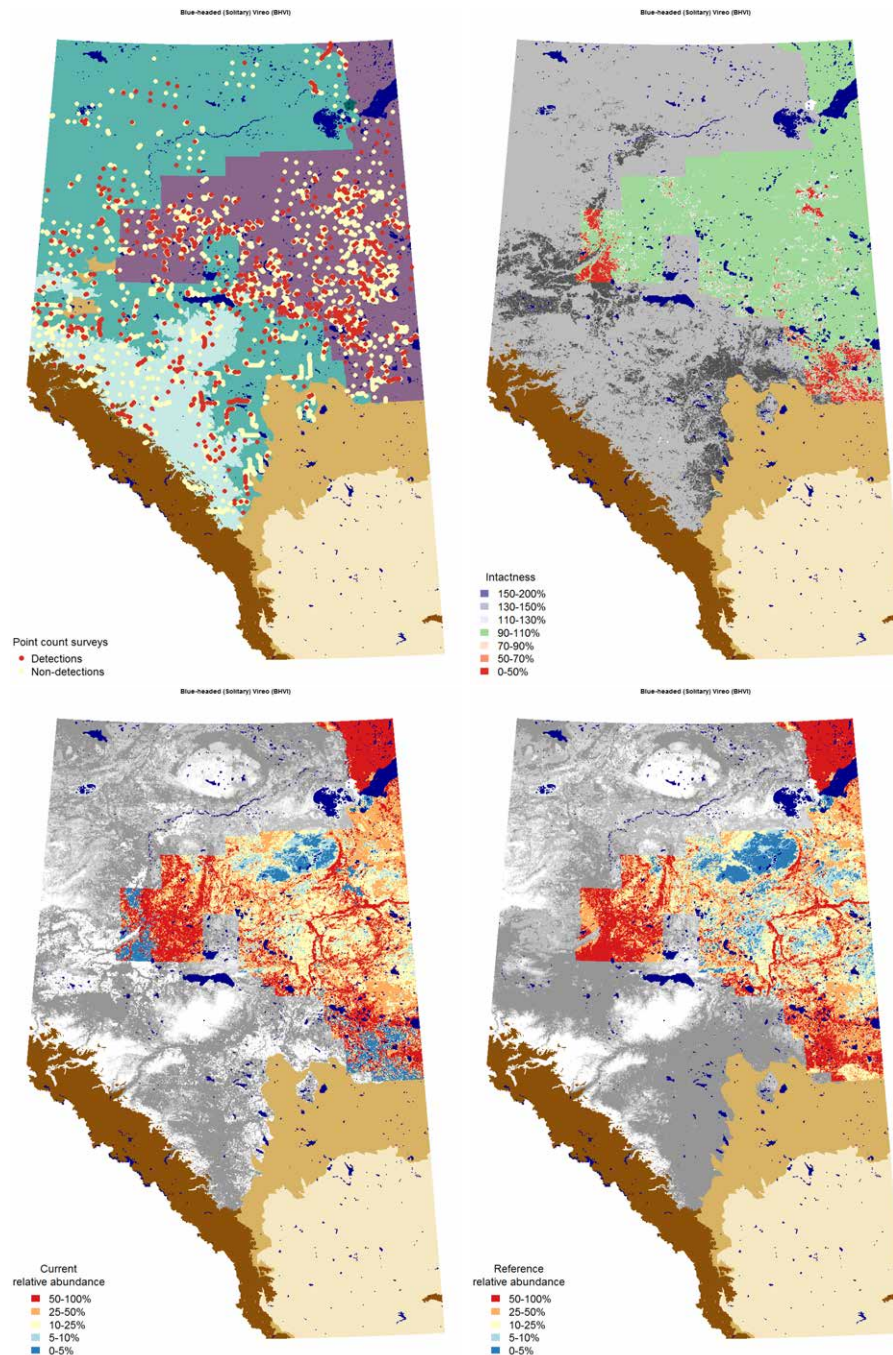 Blue-headed (Solitary) Vireo (BHVI)
Point count surveys
Detections
Non-detections
Blue-headed (Solitary) Vireo (BHVI)
Intactness
150-200%
130-150%
110-130%
90-110%
70-90%
50-70%
0-50%
Blue-headed (Solitary) Vireo (BHVI)
Current
relative abundance
50-100%
25-50%
10-25%
5-10%
0-5%
Blue-headed (Solitary) Vireo (BHVI)
Reference
relative abundance
50-100%
25-50%
10-25%
5-10%
0-5%